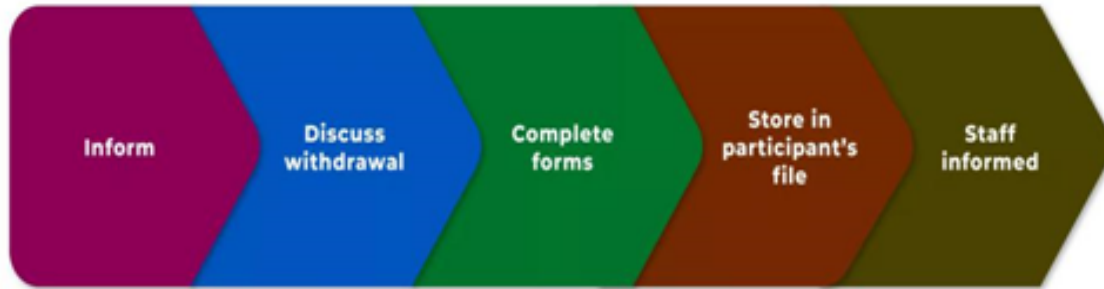 Inform
Discuss
withdrawal
Complete
forms
Store in
participant's
file
Staff
informed